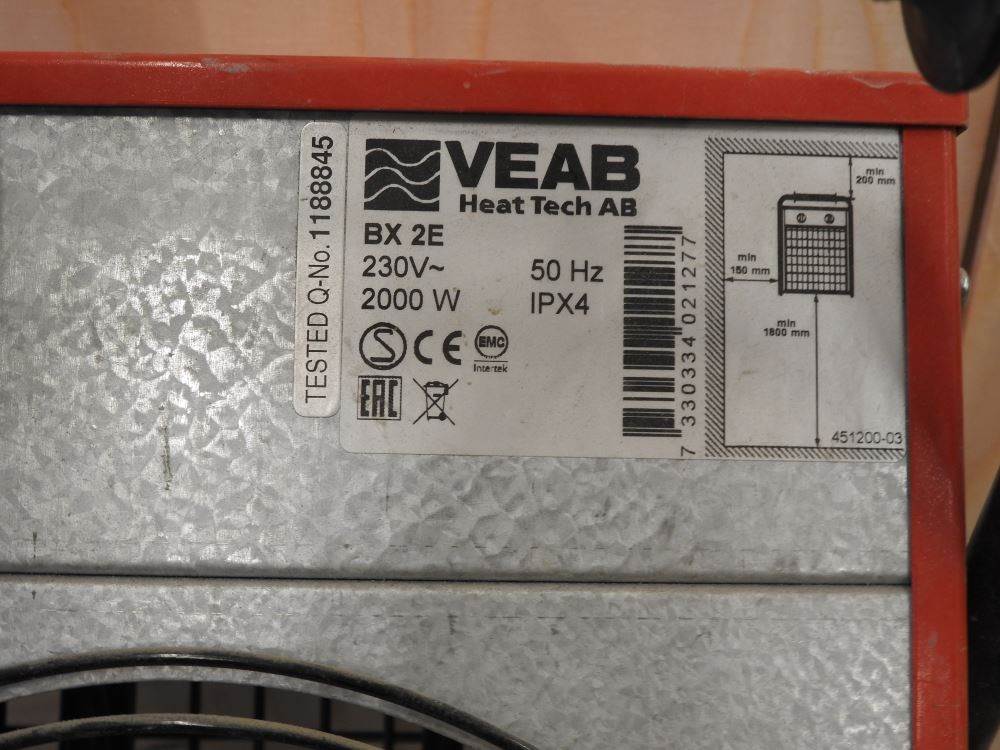 TESTED Q-No. 1188845
VEAB
Heat Tech AB
BX 2E
230V~ 50 Hz
2000 W IPX4
S CE EMC
Intertek
EAC
7 330334 021277
min
200 mm
min
150 mm
min
1800 mm
451200-03